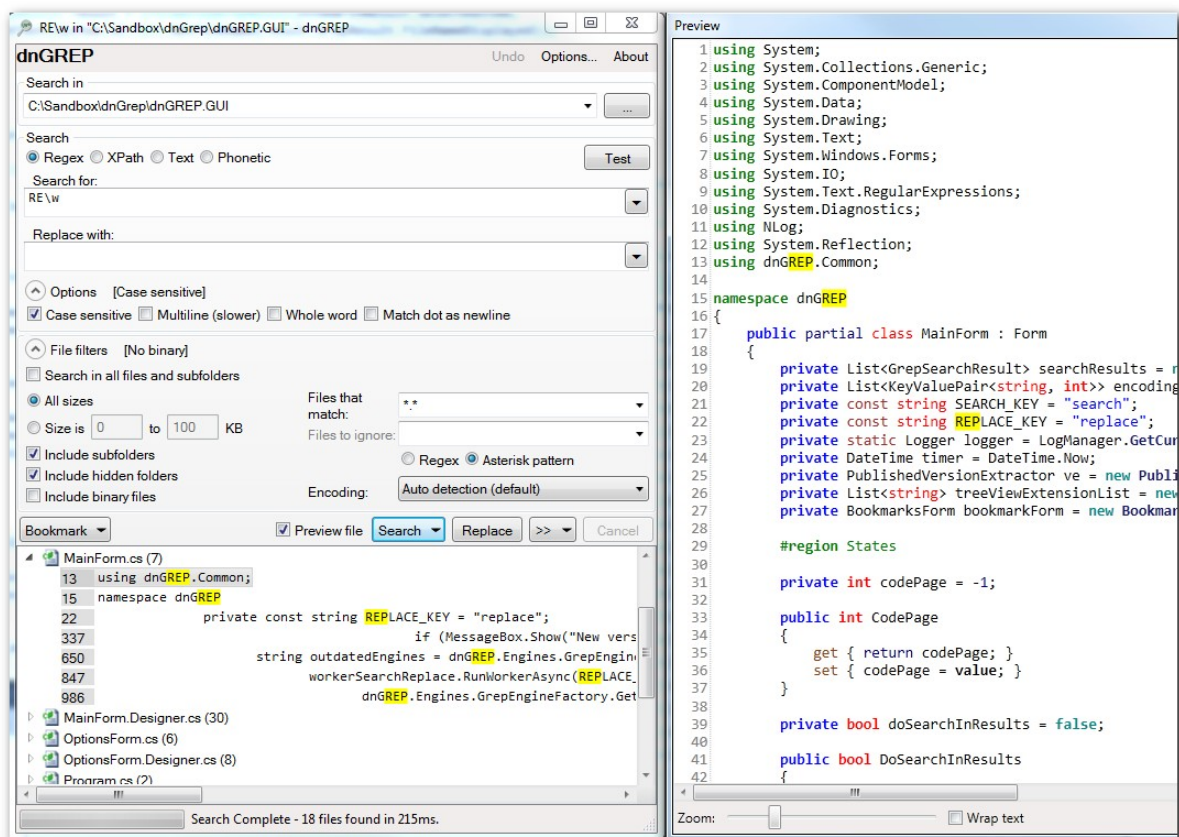 RE\w in "C:\Sandbox\dnGrep\dnGREP.GUI" - dnGREP
dnGREP Undo Options... About
Search in
C:\Sandbox\dnGrep\dnGREP.GUI ...
Search
Regex XPath Text Phonetic Test
Search for:
RE\w
Replace with:
Options [Case sensitive]
Case sensitive Multiline (slower) Whole word Match dot as newline
File filters [No binary]
Search in all files and subfolders
All sizes
Size is 0 to 100 KB
Files that match: *.*
Files to ignore:
Include subfolders
Regex Asterisk pattern
Include hidden folders
Include binary files
Encoding: Auto detection (default)
Bookmark Preview file Search Replace >> Cancel
MainForm.cs (7)
13 using dnGREP.Common;
15 namespace dnGREP
22 private const string REPLACE_KEY = "replace";
337 if (MessageBox.Show("New vers
650 string outdatedEngines = dnGREP.Engines.GrepEngine
847 workerSearchReplace.RunWorkerAsync(REPLACE_
986 dnGREP.Engines.GrepEngineFactory.Get
MainForm.Designer.cs (30)
OptionsForm.cs (6)
OptionsForm.Designer.cs (8)
Program.cs (2)
Search Complete - 18 files found in 215ms.
Preview
1 using System;
2 using System.Collections.Generic;
3 using System.ComponentModel;
4 using System.Data;
5 using System.Drawing;
6 using System.Text;
7 using System.Windows.Forms;
8 using System.IO;
9 using System.Text.RegularExpressions;
10 using System.Diagnostics;
11 using NLog;
12 using System.Reflection;
13 using dnGREP.Common;
14
15 namespace dnGREP
16 {
17 public partial class MainForm : Form
18 {
19 private List<GrepSearchResult> searchResults = n
20 private List<KeyValuePair<string, int>> encoding
21 private const string SEARCH_KEY = "search";
22 private const string REPLACE_KEY = "replace";
23 private static Logger logger = LogManager.GetCur
24 private DateTime timer = DateTime.Now;
25 private PublishedVersionExtractor ve = new Publi
26 private List<string> treeViewExtensionList = new
27 private BookmarksForm bookmarkForm = new Bookmar
28
29 #region States
30
31 private int codePage = -1;
32
33 public int CodePage
34 {
35 get { return codePage; }
36 set { codePage = value; }
37 }
38
39 private bool doSearchInResults = false;
40
41 public bool DoSearchInResults
42 {
Zoom: Wrap text